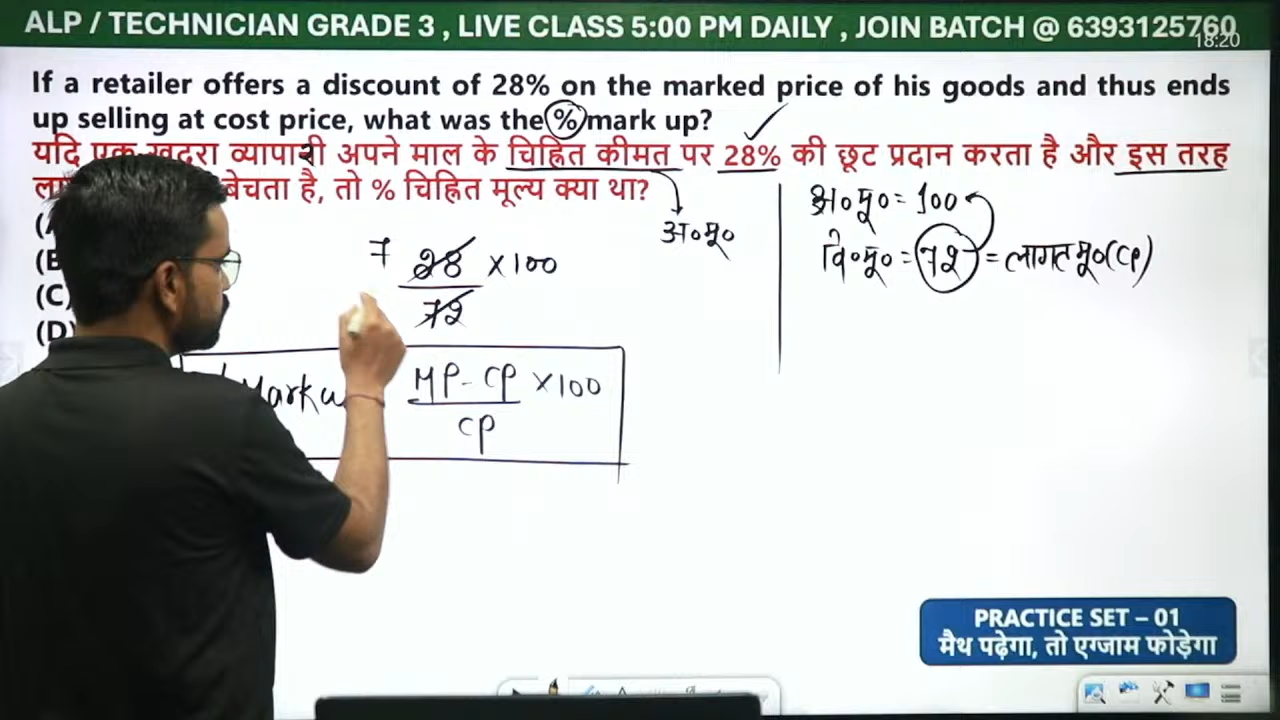 ALP / TECHNICIAN GRADE 3 , LIVE CLASS 5:00 PM DAILY , JOIN BATCH @ 6393125760
18:20
If a retailer offers a discount of 28% on the marked price of his goods and thus ends
up selling at cost price, what was the % mark up?
यदि एक खुदरा व्यापारी अपने माल के चिह्नित कीमत पर 28% की छूट प्रदान करता है और इस तरह
बेचता है, तो % चिह्नित मूल्य क्या था?
अ०मू० = 100
वि०मू० = 72 = लागत मू०(CP)
अ०मू०
7 28 ×100
72
MP - CP ×100
CP
(B
(C)
(D)
PRACTICE SET – 01
मैथ पढ़ेगा, तो एग्जाम फोड़ेगा